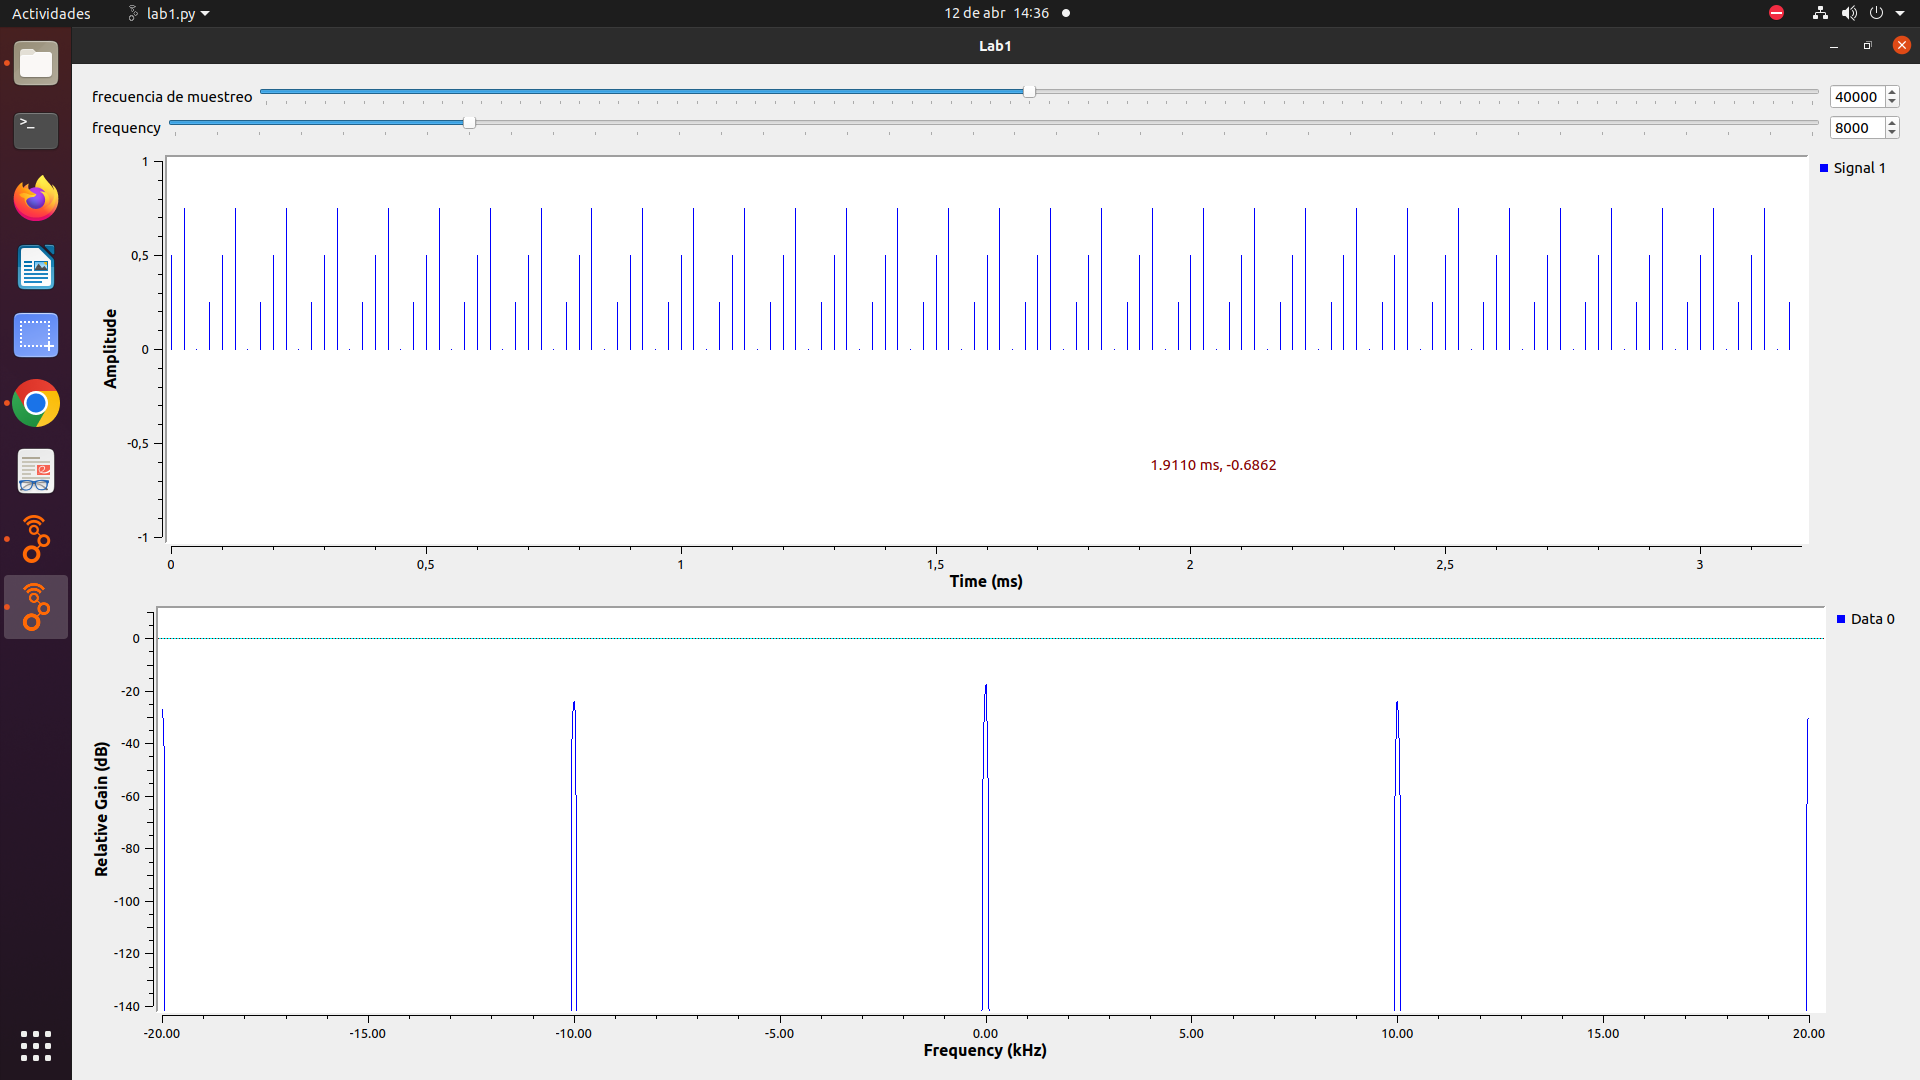 Actividades lab1.py 12 de abr 14:36
Lab1
frecuencia de muestreo 40000
frequency 8000
Signal 1
1
0,5
0
-0,5
-1
Amplitude
1.9110 ms, -0.6862
0 0,5 1 1,5 2 2,5 3
Time (ms)
Data 0
0
-20
-40
-60
-80
-100
-120
-140
Relative Gain (dB)
-20.00 -15.00 -10.00 -5.00 0.00 5.00 10.00 15.00 20.00
Frequency (kHz)